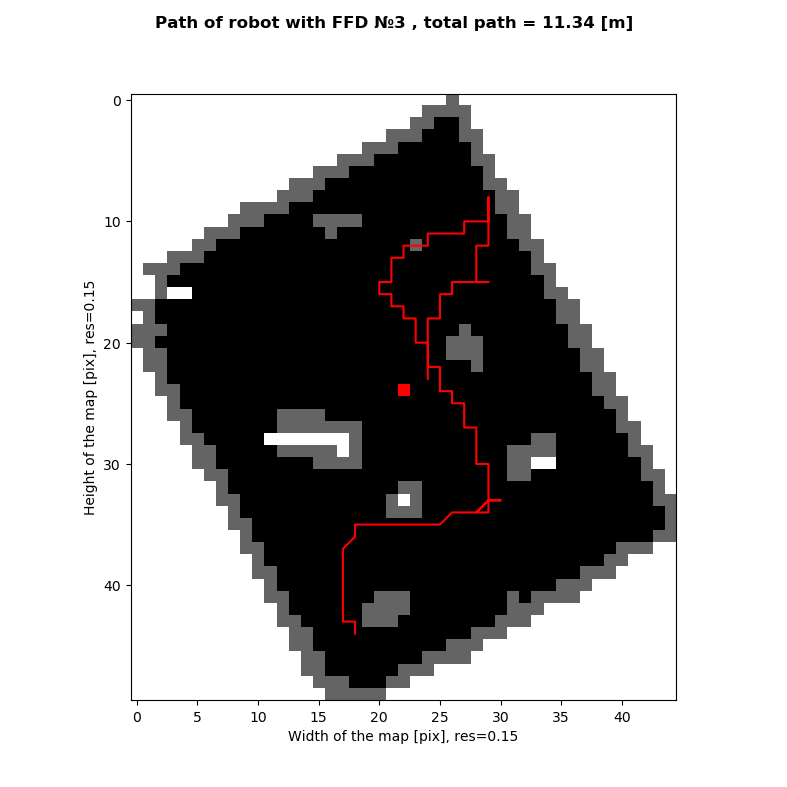 Path of robot with FFD №3 , total path = 11.34 [m]
0
10
20
30
40
Height of the map [pix], res=0.15
0 5 10 15 20 25 30 35 40
Width of the map [pix], res=0.15